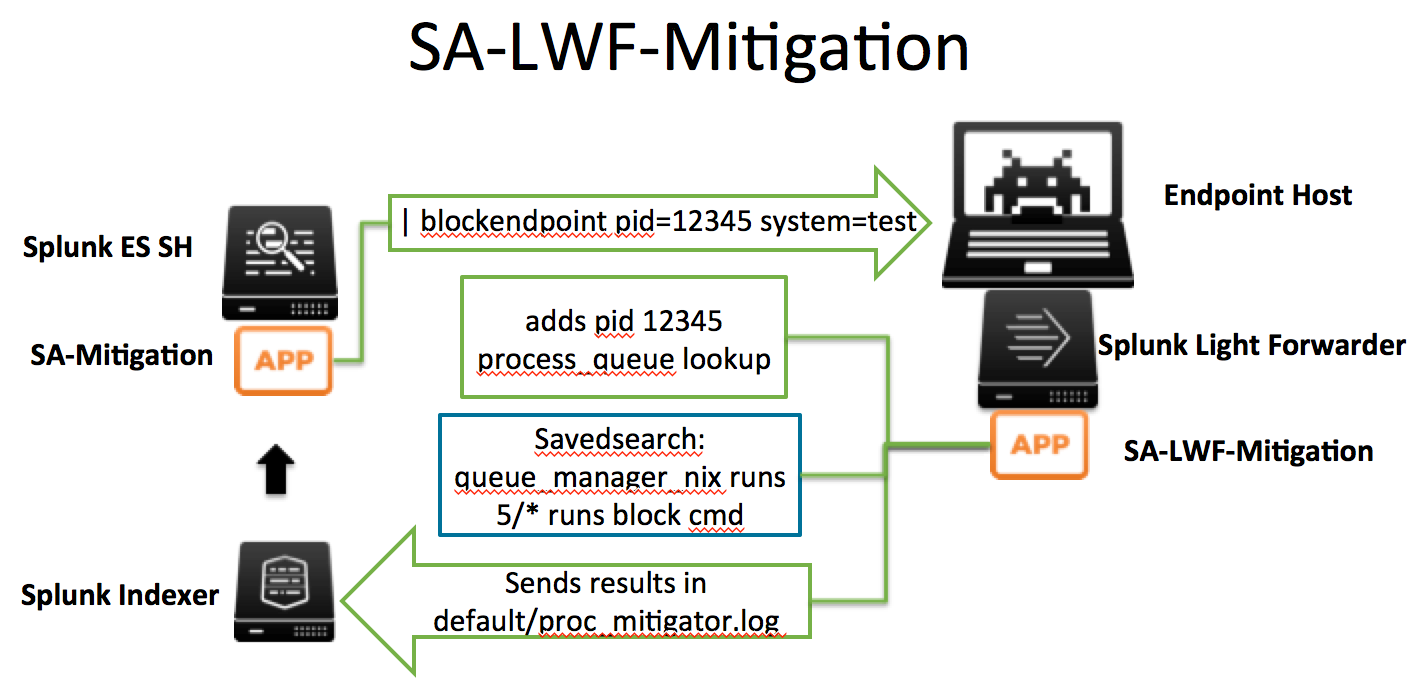 SA-LWF-Mitigation
Splunk ES SH
SA-Mitigation
APP
| blockendpoint pid=12345 system=test
Endpoint Host
adds pid 12345
process_queue lookup
Splunk Light Forwarder
Savedsearch:
queue_manager_nix runs
5/* runs block cmd
APP
SA-LWF-Mitigation
Splunk Indexer
Sends results in
default/proc_mitigator.log